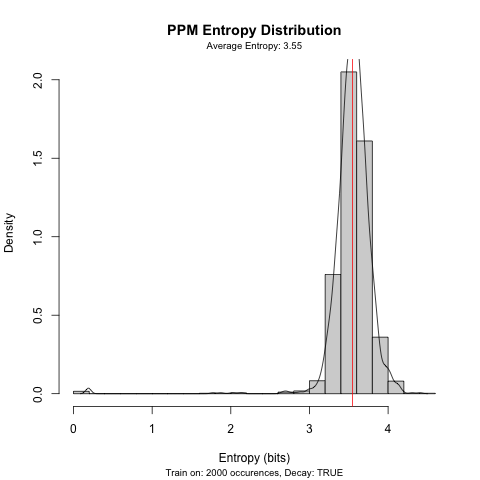 PPM Entropy Distribution
Average Entropy: 3.55
Density
2.0
1.5
1.0
0.5
0.0
0 1 2 3 4
Entropy (bits)
Train on: 2000 occurences, Decay: TRUE